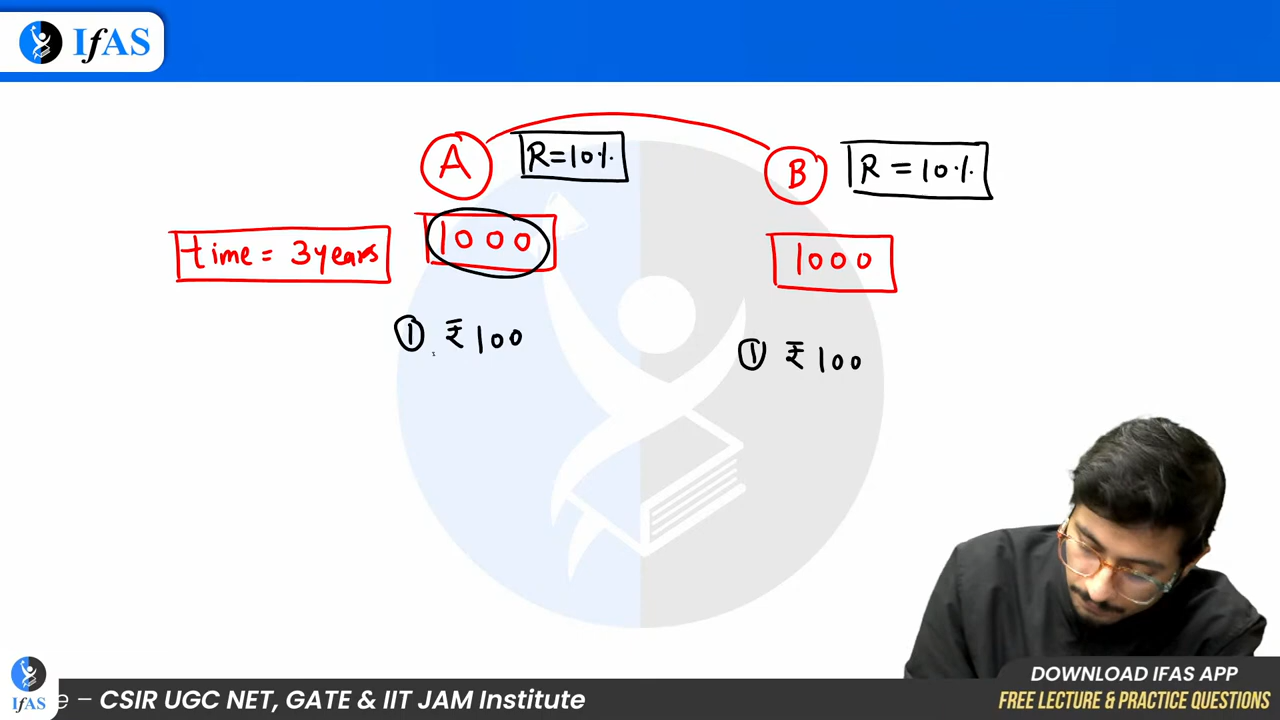 IfAS
A R=10%
B R = 10%
time = 3years
1000
1000
① ₹100
① ₹100
DOWNLOAD IFAS APP
FREE LECTURE & PRACTICE QUESTIONS
IfAS
e – CSIR UGC NET, GATE & IIT JAM Institute